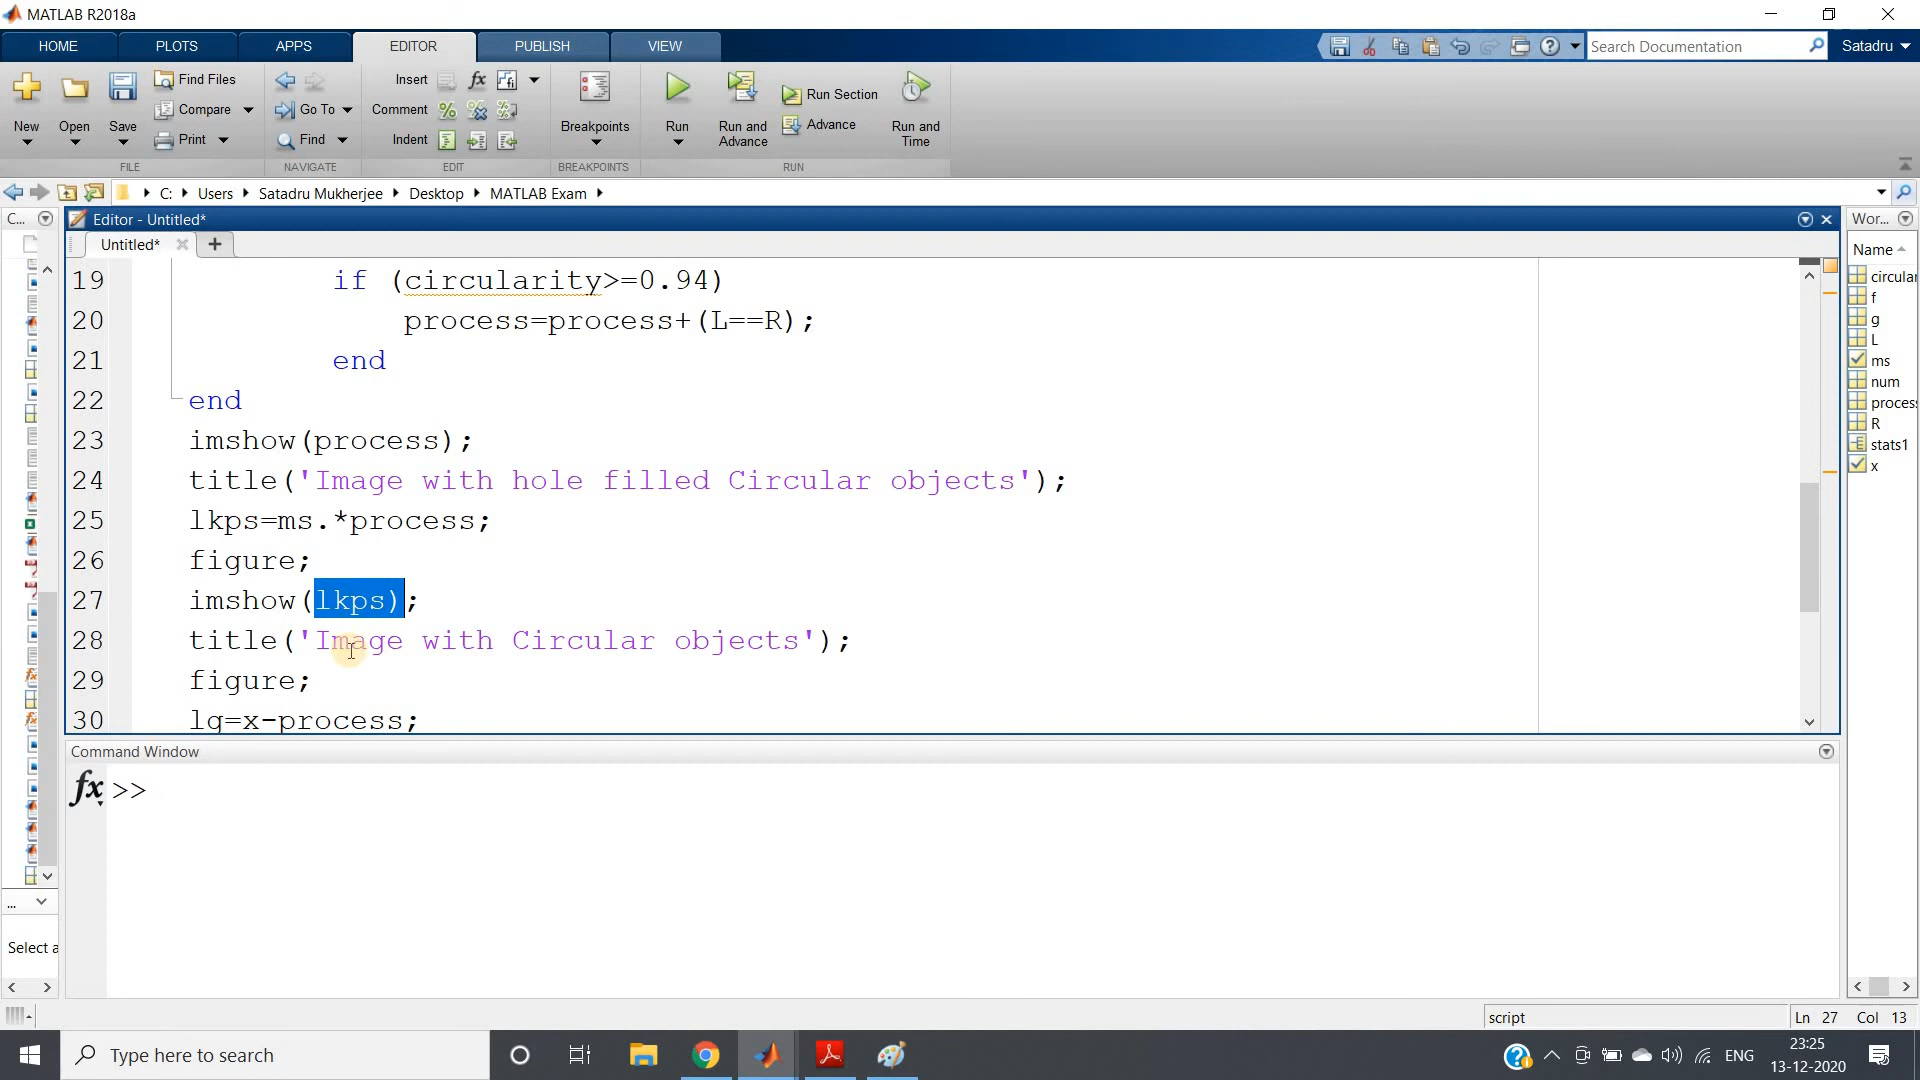 MATLAB R2018a
HOME PLOTS APPS EDITOR PUBLISH VIEW
Search Documentation
Satadru
New
Open
Save
Find Files
Compare
Print
FILE
Go To
Find
NAVIGATE
Insert
fx
Comment
Indent
EDIT
Breakpoints
BREAKPOINTS
Run
Run and Advance
Run Section
Advance
Run and Time
RUN
C: Users Satadru Mukherjee Desktop MATLAB Exam
C...
Editor - Untitled*
Untitled*
19 if (circularity>=0.94)
20 process=process+(L==R);
21 end
22 end
23 imshow(process);
24 title('Image with hole filled Circular objects');
25 lkps=ms.*process;
26 figure;
27 imshow(lkps);
28 title('Image with Circular objects');
29 figure;
30 lq=x-process;
Wor...
Name
circular
f
g
L
ms
num
process
R
stats1
x
Command Window
fx >>
...
Select a
script
Ln 27 Col 13
Type here to search
ENG
23:25
13-12-2020